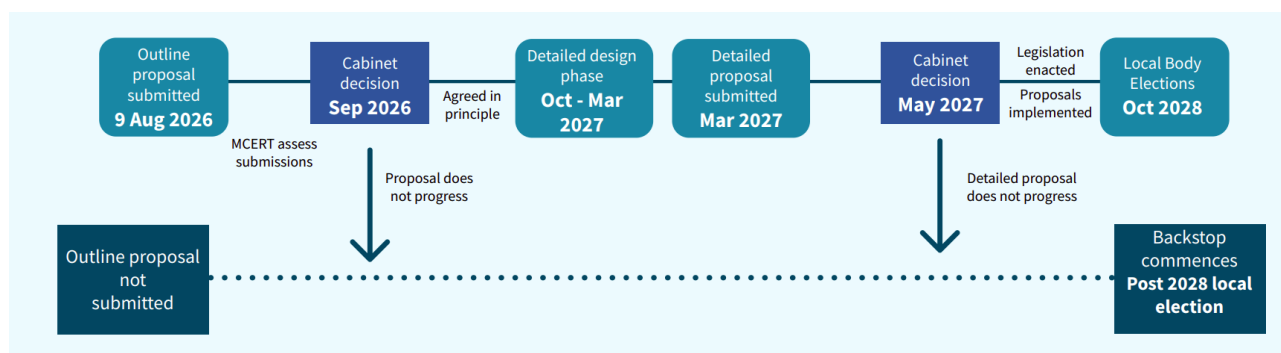 Outline
proposal
submitted
9 Aug 2026
MCERT assess
submissions
Cabinet
decision
Sep 2026
Agreed in
principle
Detailed design
phase
Oct - Mar
2027
Detailed
proposal
submitted
Mar 2027
Cabinet
decision
May 2027
Legislation
enacted
Proposals
implemented
Local Body
Elections
Oct 2028
Proposal does
not progress
Detailed proposal
does not progress
Outline proposal
not
submitted
Backstop
commences
Post 2028 local
election